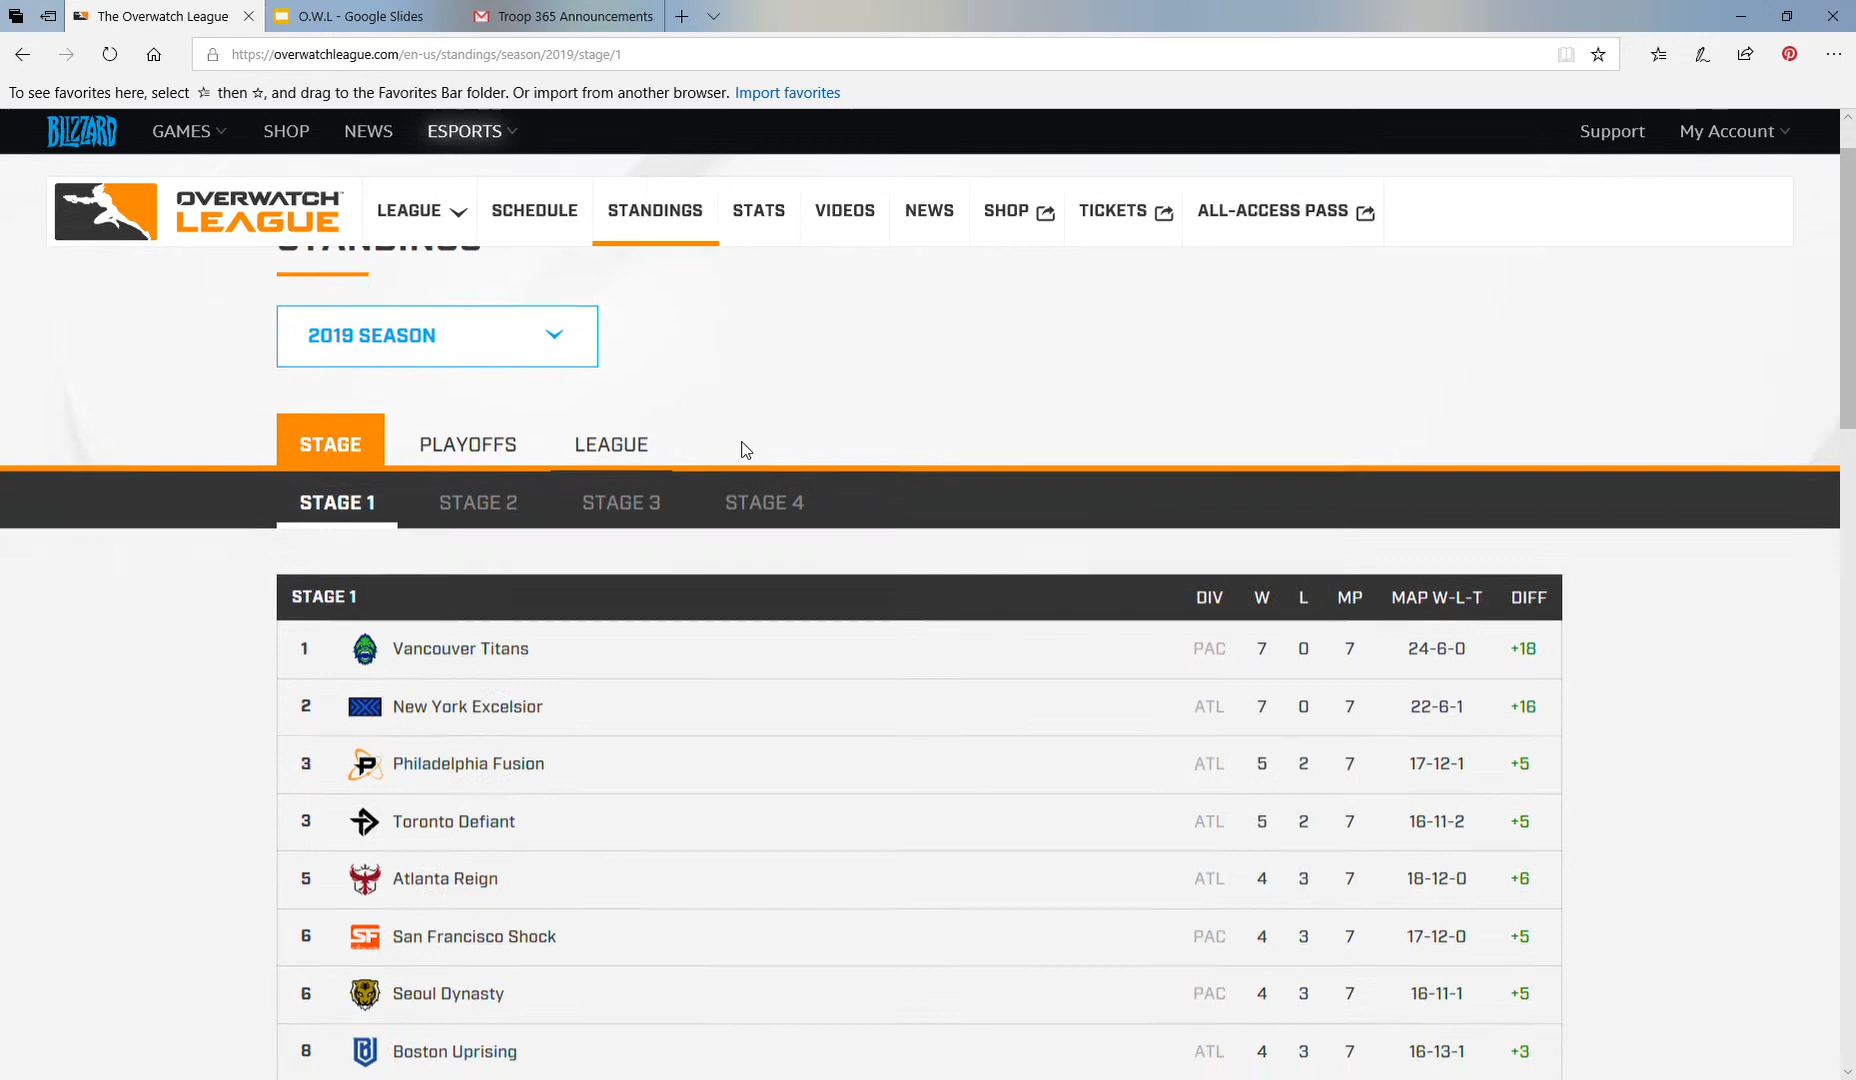 The Overwatch League
O.W.L - Google Slides
Troop 365 Announcements
https://overwatchleague.com/en-us/standings/season/2019/stage/1
To see favorites here, select ☆ then ☆, and drag to the Favorites Bar folder. Or import from another browser. Import favorites
BLIZZARD GAMES SHOP NEWS ESPORTS Support My Account
OVERWATCH
LEAGUE
LEAGUE SCHEDULE STANDINGS STATS VIDEOS NEWS SHOP TICKETS ALL-ACCESS PASS
STANDINGS
2019 SEASON
STAGE PLAYOFFS LEAGUE
STAGE 1 STAGE 2 STAGE 3 STAGE 4
STAGE 1 DIV W L MP MAP W-L-T DIFF
1 Vancouver Titans PAC 7 0 7 24-6-0 +18
2 New York Excelsior ATL 7 0 7 22-6-1 +16
3 Philadelphia Fusion ATL 5 2 7 17-12-1 +5
3 Toronto Defiant ATL 5 2 7 16-11-2 +5
5 Atlanta Reign ATL 4 3 7 18-12-0 +6
6 SF San Francisco Shock PAC 4 3 7 17-12-0 +5
6 Seoul Dynasty PAC 4 3 7 16-11-1 +5
8 Boston Uprising ATL 4 3 7 16-13-1 +3